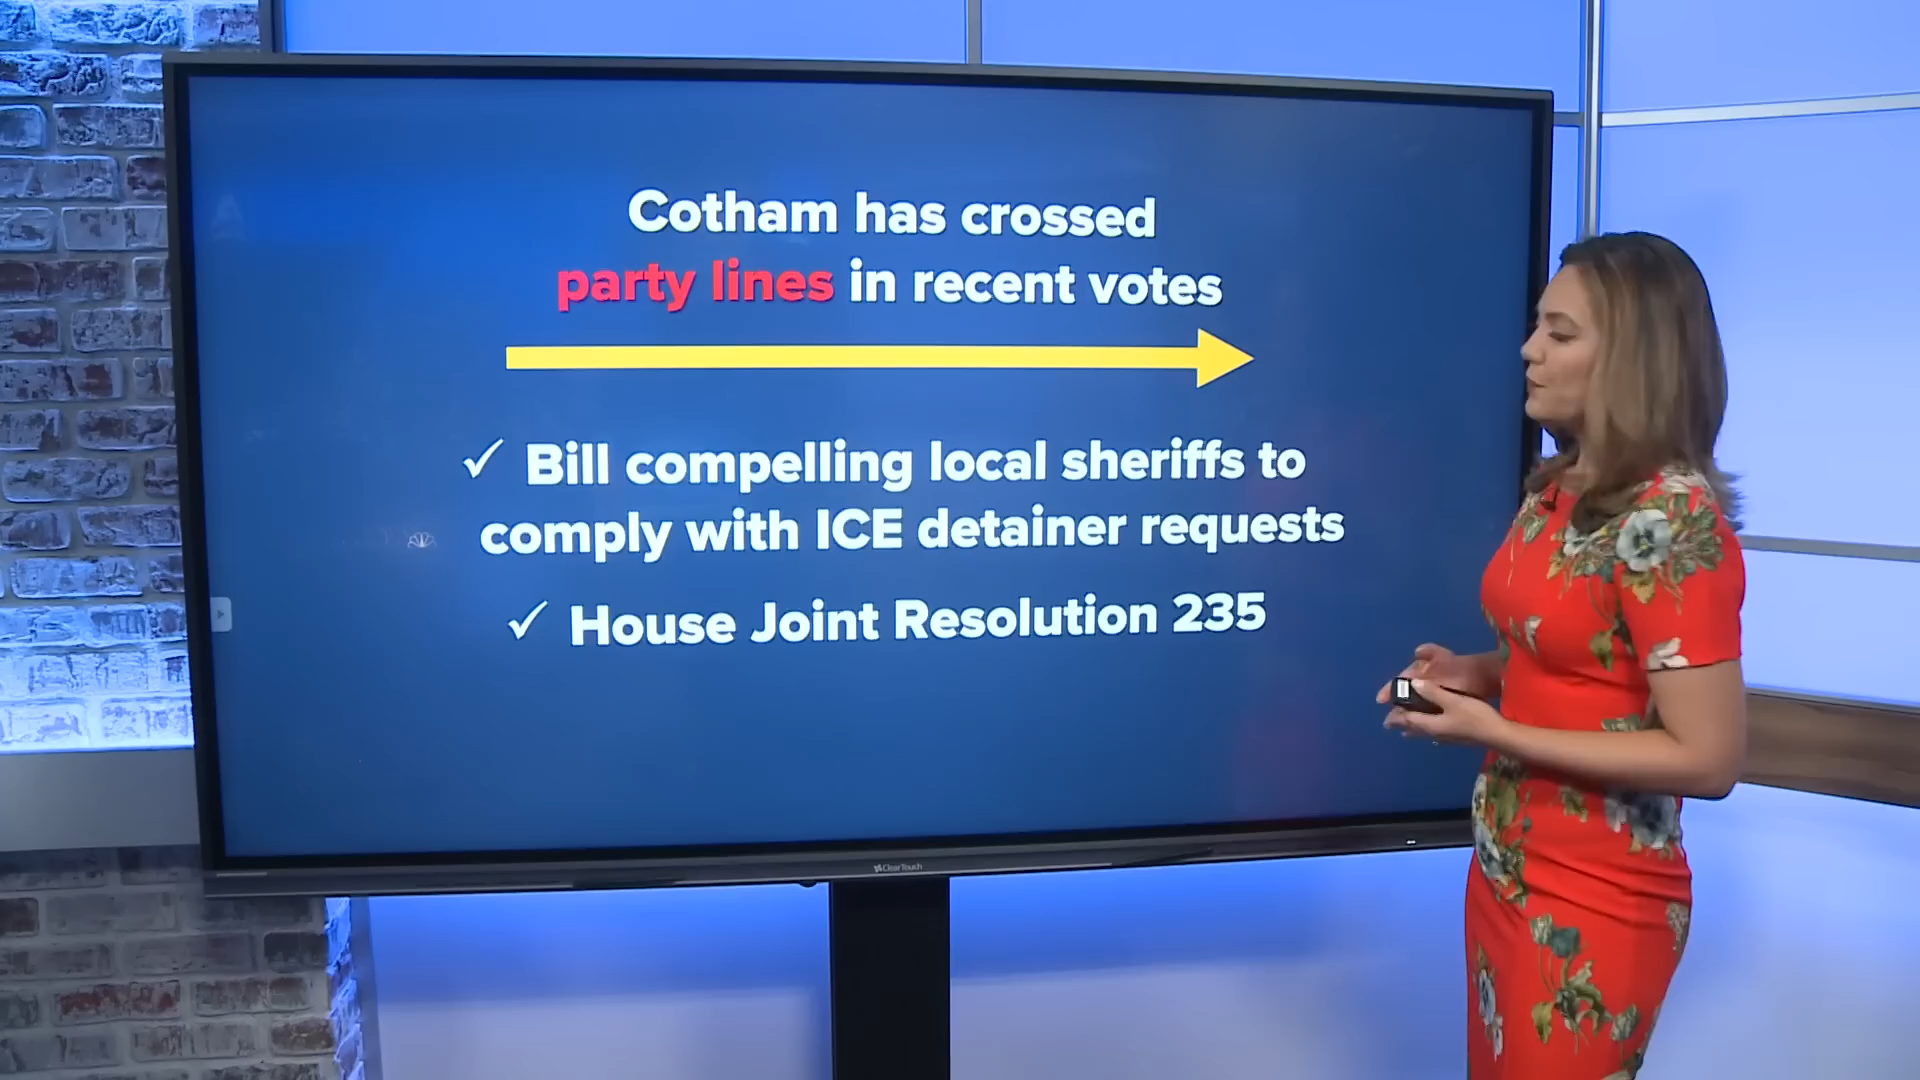 Cotham has crossed
party lines in recent votes
✓ Bill compelling local sheriffs to
comply with ICE detainer requests
✓ House Joint Resolution 235
ClearTouch